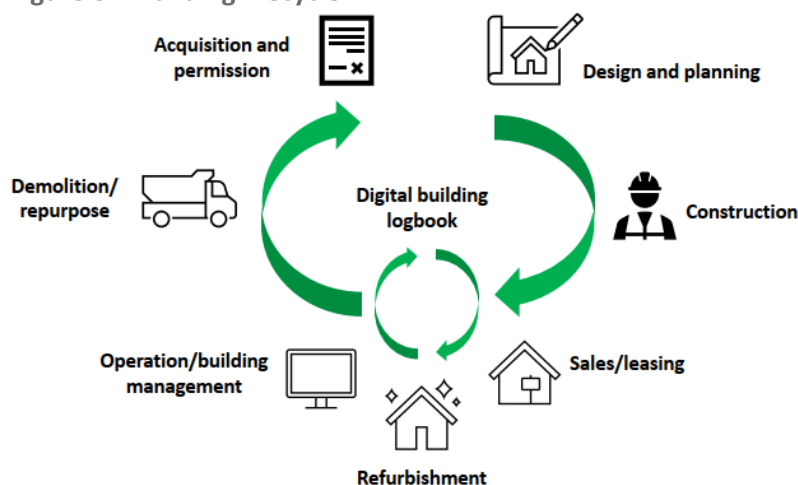 Acquisition and
permission
Design and planning
Demolition/
repurpose
Digital building
logbook
Construction
Operation/building
management
Sales/leasing
Refurbishment